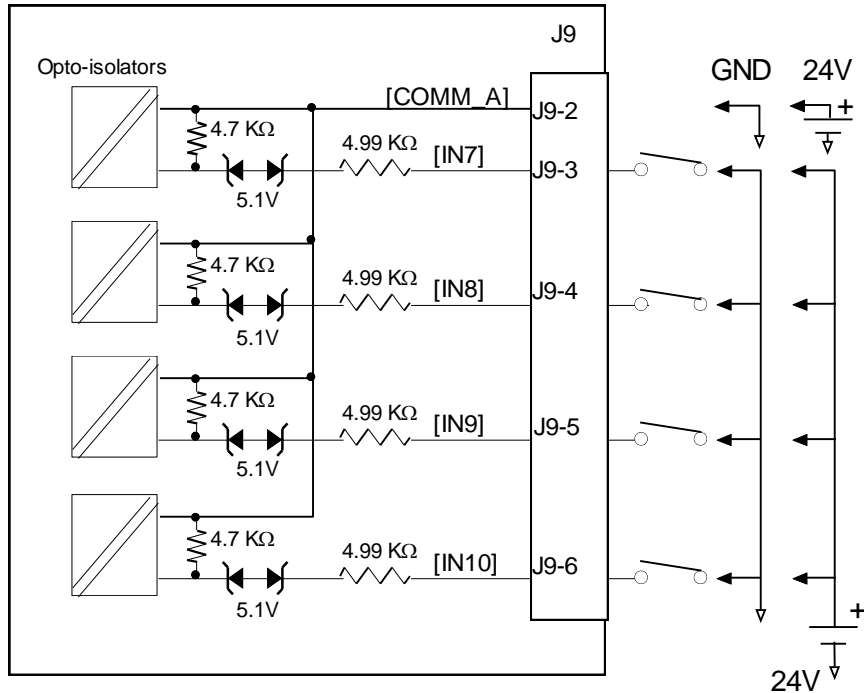 J9
Opto-isolators
GND 24V
[COMM_A] J9-2 +
4.7 KΩ
4.99 KΩ [IN7] J9-3
5.1V
4.7 KΩ
4.99 KΩ [IN8] J9-4
5.1V
4.7 KΩ
4.99 KΩ [IN9] J9-5
5.1V
4.7 KΩ
4.99 KΩ [IN10] J9-6
5.1V
+
24V